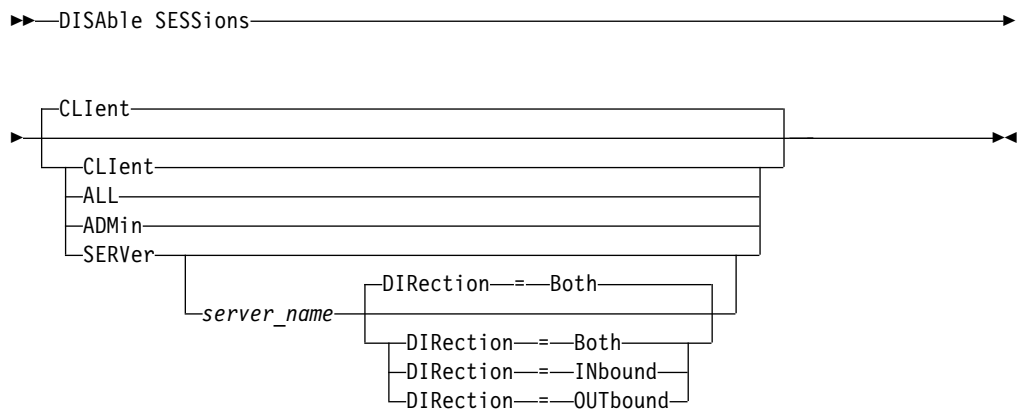 DISAble SESSions
CLIent
CLIent
ALL
ADMin
SERVer
DIRection = Both
server_name
DIRection = Both
DIRection = INbound
DIRection = OUTbound